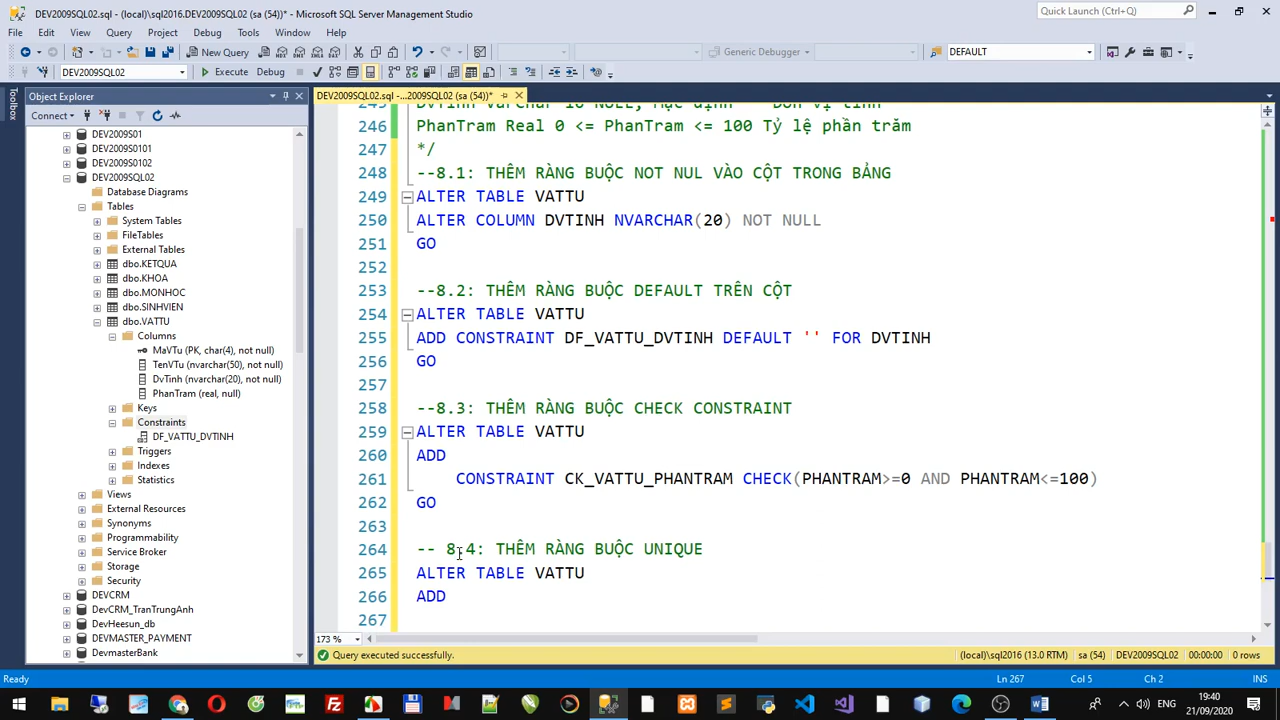 DEV2009SQL02.sql - (local)\sql2016.DEV2009SQL02 (sa (54))* - Microsoft SQL Server Management Studio
Quick Launch (Ctrl+Q)
File Edit View Query Project Debug Tools Window Help
New Query
Generic Debugger
DEFAULT
DEV2009SQL02
Execute Debug
Object Explorer
DEV2009SQL02.sql -...2009SQL02 (sa (54))*
Connect
DEV2009S01
DEV2009S0101
DEV2009S0102
DEV2009SQL02
Database Diagrams
Tables
System Tables
FileTables
External Tables
dbo.KETQUA
dbo.KHOA
dbo.MONHOC
dbo.SINHVIEN
dbo.VATTU
Columns
MaVTu (PK, char(4), not null)
TenVTu (nvarchar(50), not null)
DvTinh (nvarchar(20), not null)
PhanTram (real, null)
Keys
Constraints
DF_VATTU_DVTINH
Triggers
Indexes
Statistics
Views
External Resources
Synonyms
Programmability
Service Broker
Storage
Security
DEVCRM
DevCRM_TranTrungAnh
DevHeesun_db
DEVMASTER_PAYMENT
DevmasterBank
245 DvTinh Varchar 10 NULL, Mặc định '' Đơn vị tính
246 PhanTram Real 0 <= PhanTram <= 100 Tỷ lệ phần trăm
247 */
248 --8.1: THÊM RÀNG BUỘC NOT NUL VÀO CỘT TRONG BẢNG
249 ALTER TABLE VATTU
250 ALTER COLUMN DVTINH NVARCHAR(20) NOT NULL
251 GO
252
253 --8.2: THÊM RÀNG BUỘC DEFAULT TRÊN CỘT
254 ALTER TABLE VATTU
255 ADD CONSTRAINT DF_VATTU_DVTINH DEFAULT '' FOR DVTINH
256 GO
257
258 --8.3: THÊM RÀNG BUỘC CHECK CONSTRAINT
259 ALTER TABLE VATTU
260 ADD
261 CONSTRAINT CK_VATTU_PHANTRAM CHECK(PHANTRAM>=0 AND PHANTRAM<=100)
262 GO
263
264 -- 8.4: THÊM RÀNG BUỘC UNIQUE
265 ALTER TABLE VATTU
266 ADD
267
173 %
Query executed successfully.
(local)\sql2016 (13.0 RTM) sa (54) DEV2009SQL02 00:00:00 0 rows
Ready
Ln 267 Col 5 Ch 2 INS
19:40
21/09/2020